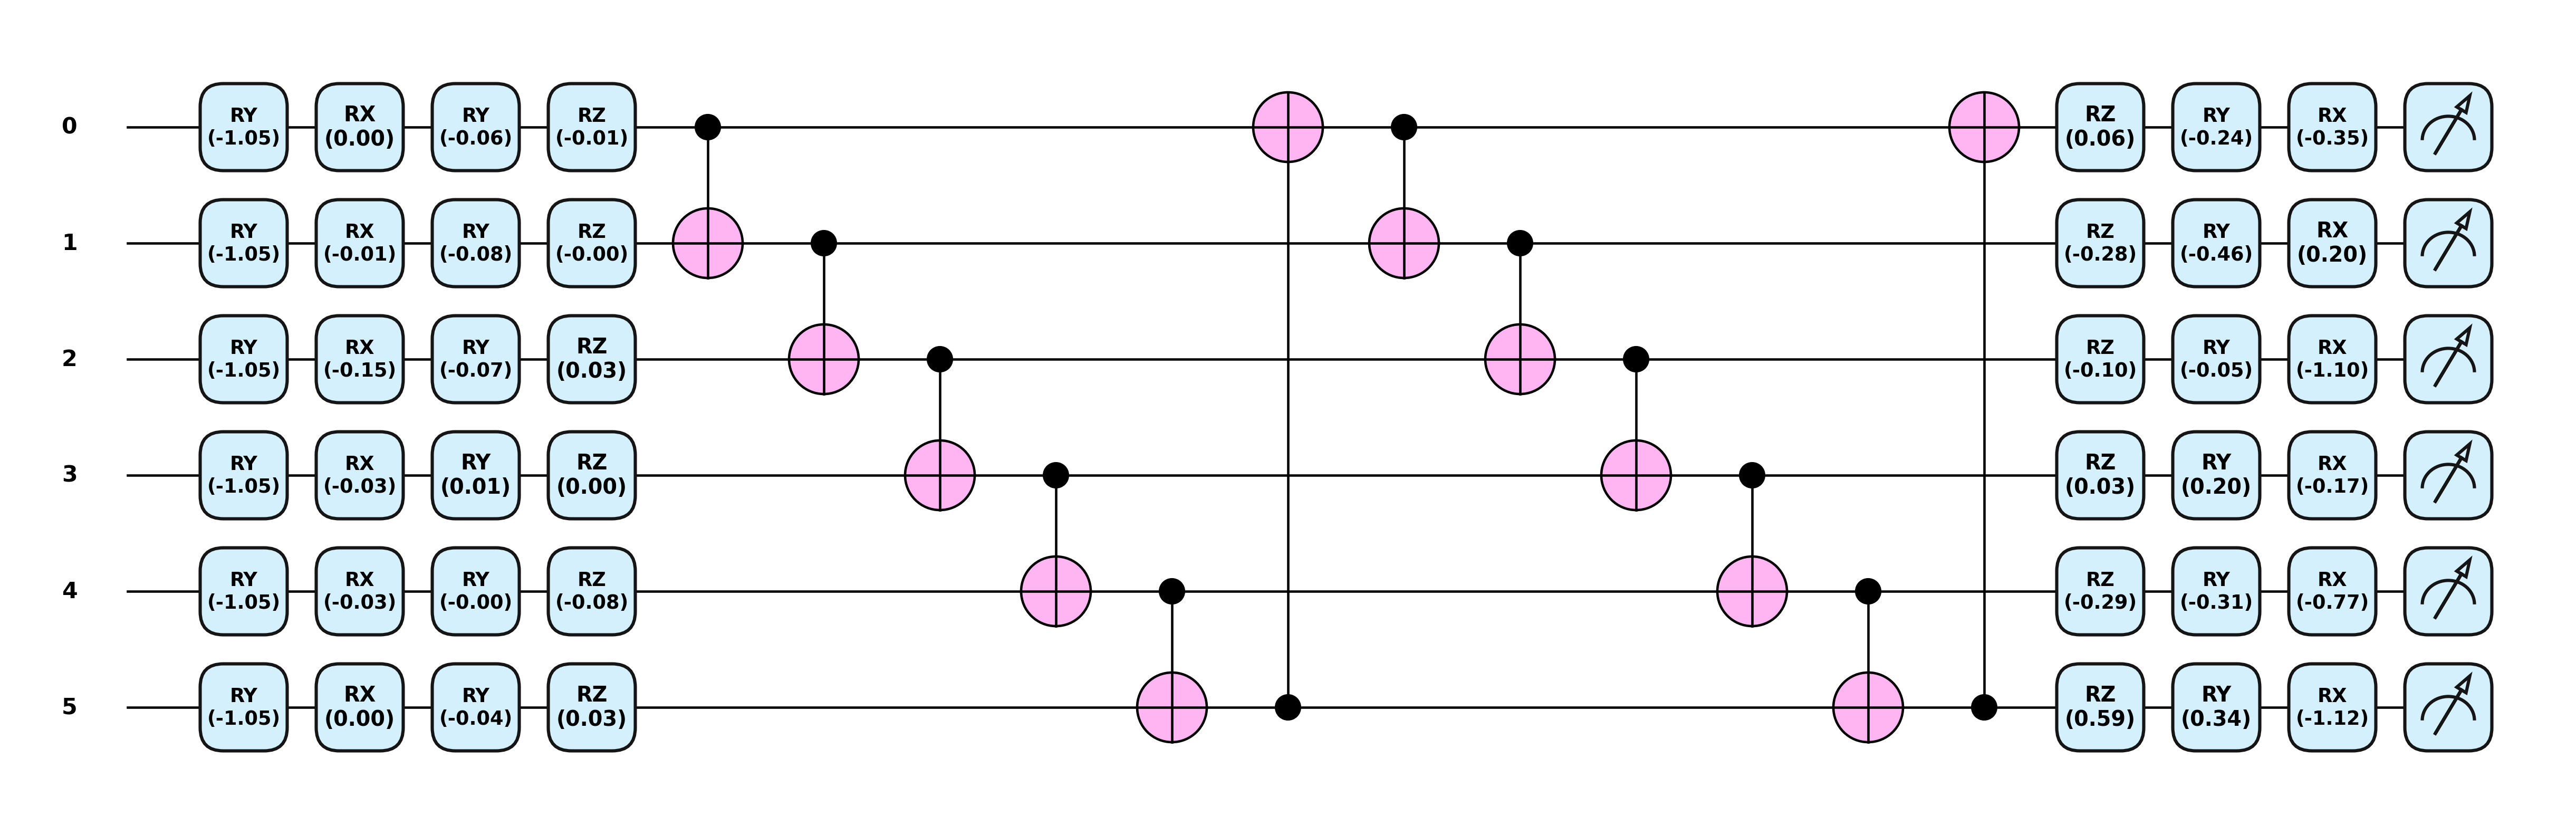 0 RY RX RY RZ RZ RY RX
(-1.05) (0.00) (-0.06) (-0.01) (0.06) (-0.24) (-0.35)
1 RY RX RY RZ RZ RY RX
(-1.05) (-0.01) (-0.08) (-0.00) (-0.28) (-0.46) (0.20)
2 RY RX RY RZ RZ RY RX
(-1.05) (-0.15) (-0.07) (0.03) (-0.10) (-0.05) (-1.10)
3 RY RX RY RZ RZ RY RX
(-1.05) (-0.03) (0.01) (0.00) (0.03) (0.20) (-0.17)
4 RY RX RY RZ RZ RY RX
(-1.05) (-0.03) (-0.00) (-0.08) (-0.29) (-0.31) (-0.77)
5 RY RX RY RZ RZ RY RX
(-1.05) (0.00) (-0.04) (0.03) (0.59) (0.34) (-1.12)